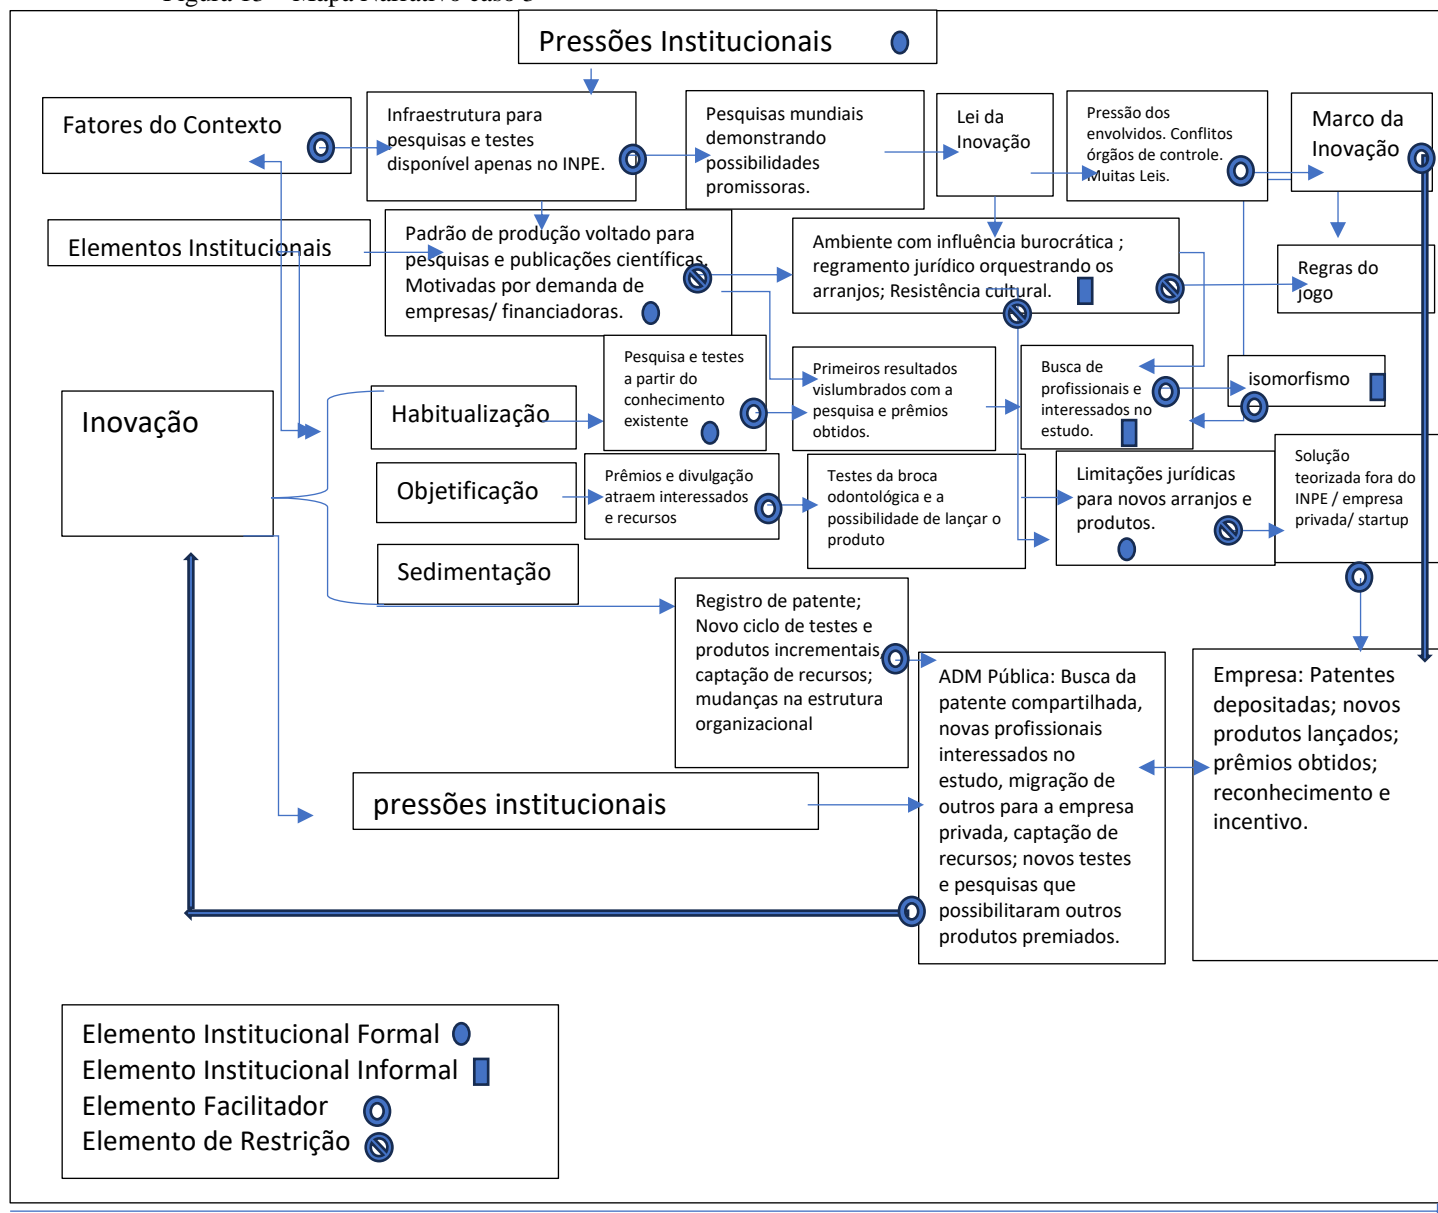 Pressões Institucionais
Fatores do Contexto
Infraestrutura para
pesquisas e testes
disponível apenas no INPE.
Pesquisas mundiais
demonstrando
possibilidades
promissoras.
Lei da
Inovação
Pressão dos
envolvidos. Conflitos
órgãos de controle.
Muitas Leis.
Marco da
Inovação
Elementos Institucionais
Padrão de produção voltado para
pesquisas e publicações científicas.
Motivadas por demanda de
empresas/ financiadoras.
Ambiente com influência burocrática ;
regramento jurídico orquestrando os
arranjos; Resistência cultural.
Regras do
jogo
Inovação
Habitualização
Pesquisa e testes
a partir do
conhecimento
existente
Primeiros resultados
vislumbrados com a
pesquisa e prêmios
obtidos.
Busca de
profissionais e
interessados no
estudo.
isomorfismo
Objetificação
Prêmios e divulgação
atraem interessados
e recursos
Testes da broca
odontológica e a
possibilidade de lançar o
produto
Limitações jurídicas
para novos arranjos e
produtos.
Solução
teorizada fora do
INPE / empresa
privada/ startup
Sedimentação
Registro de patente;
Novo ciclo de testes e
produtos incrementais,
captação de recursos;
mudanças na estrutura
organizacional
ADM Pública: Busca da
patente compartilhada,
novas profissionais
interessados no
estudo, migração de
outros para a empresa
privada, captação de
recursos; novos testes
e pesquisas que
possibilitaram outros
produtos premiados.
Empresa: Patentes
depositadas; novos
produtos lançados;
prêmios obtidos;
reconhecimento e
incentivo.
pressões institucionais
Elemento Institucional Formal
Elemento Institucional Informal
Elemento Facilitador
Elemento de Restrição